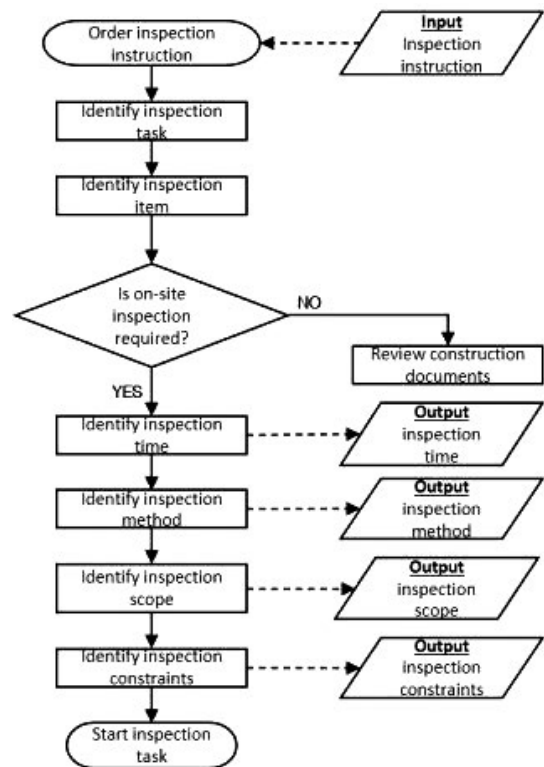 Order inspection
instruction
Input
Inspection
instruction
Identify inspection
task
Identify inspection
item
Is on-site
inspection
required?
NO
Review construction
documents
YES
Identify inspection
time
Output
inspection
time
Identify inspection
method
Output
inspection
method
Identify inspection
scope
Output
inspection
scope
Identify inspection
constraints
Output
inspection
constraints
Start inspection
task